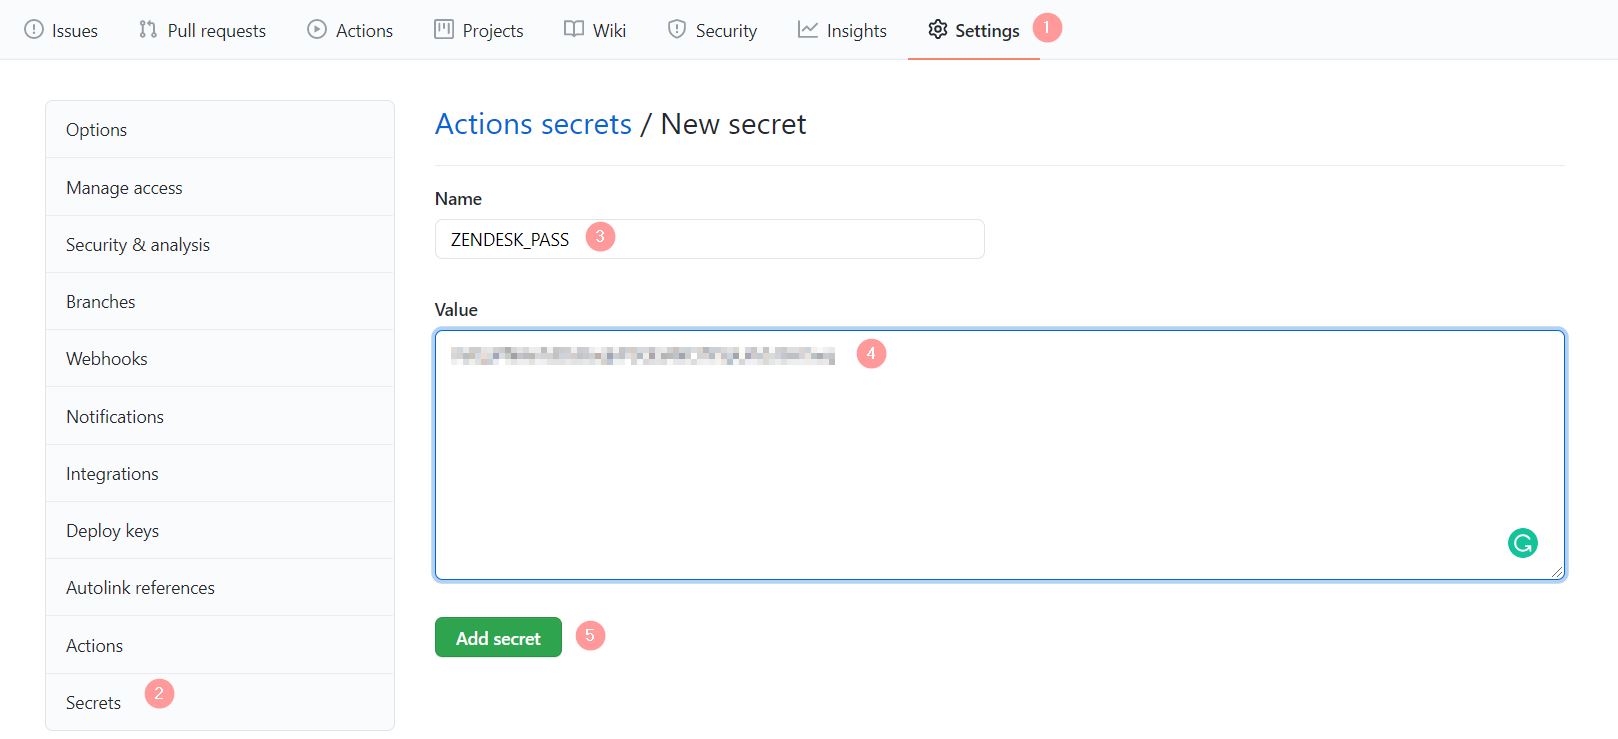 Issues Pull requests Actions Projects Wiki Security Insights Settings 1
Options
Manage access
Security & analysis
Branches
Webhooks
Notifications
Integrations
Deploy keys
Autolink references
Actions
Secrets 2
Actions secrets / New secret
Name
ZENDESK_PASS 3
Value
4
Add secret 5